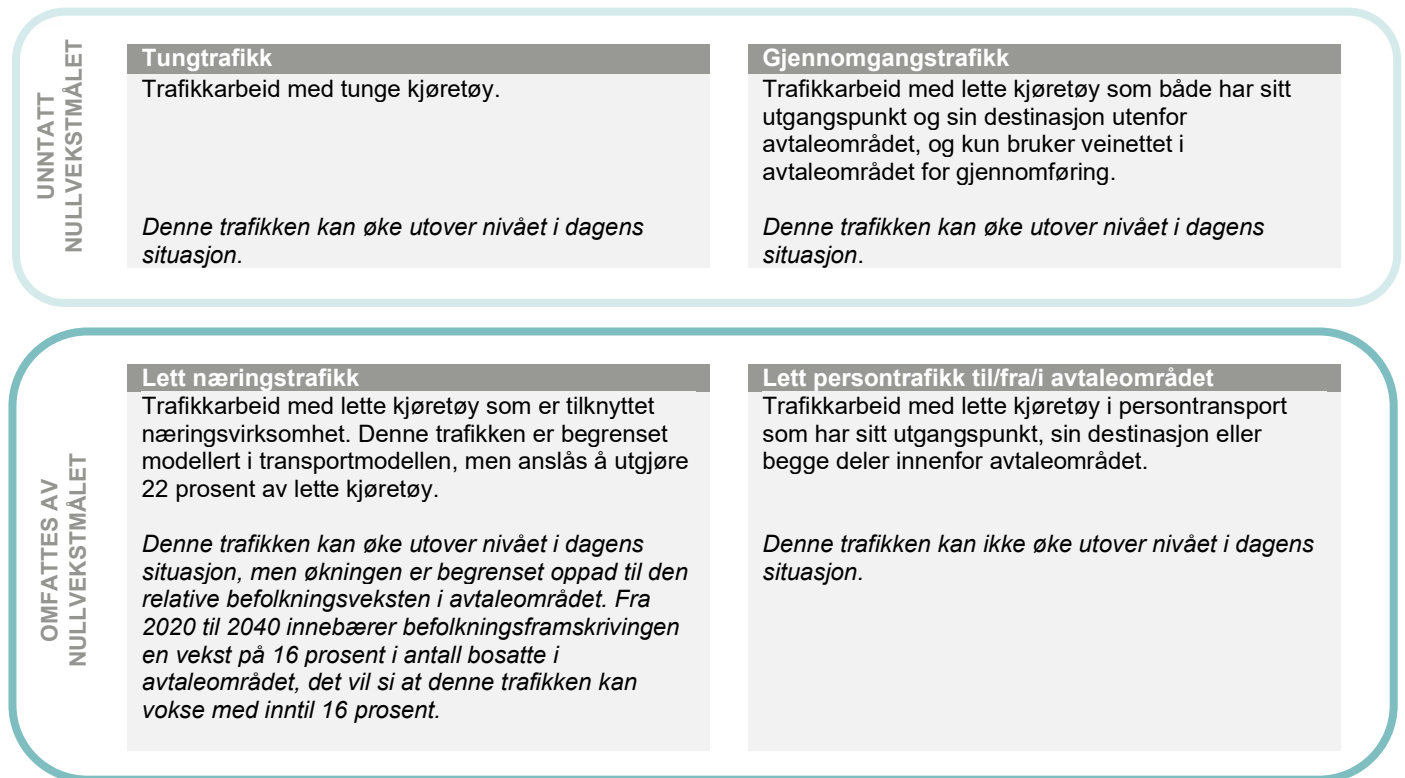 UNNTATT
NULLVEKSTMÅLET
Tungtrafikk
Trafikkarbeid med tunge kjøretøy.
Denne trafikken kan øke utover nivået i dagens
situasjon.
Gjennomgangstrafikk
Trafikkarbeid med lette kjøretøy som både har sitt
utgangspunkt og sin destinasjon utenfor
avtaleområdet, og kun bruker veinettet i
avtaleområdet for gjennomføring.
Denne trafikken kan øke utover nivået i dagens
situasjon.
OMFATTES AV
NULLVEKSTMÅLET
Lett næringstrafikk
Trafikkarbeid med lette kjøretøy som er tilknyttet
næringsvirksomhet. Denne trafikken er begrenset
modellert i transportmodellen, men anslås å utgjøre
22 prosent av lette kjøretøy.
Denne trafikken kan øke utover nivået i dagens
situasjon, men økningen er begrenset oppad til den
relative befolkningsveksten i avtaleområdet. Fra
2020 til 2040 innebærer befolkningsframskrivingen
en vekst på 16 prosent i antall bosatte i
avtaleområdet, det vil si at denne trafikken kan
vokse med inntil 16 prosent.
Lett persontrafikk til/fra/i avtaleområdet
Trafikkarbeid med lette kjøretøy i persontransport
som har sitt utgangspunkt, sin destinasjon eller
begge deler innenfor avtaleområdet.
Denne trafikken kan ikke øke utover nivået i dagens
situasjon.